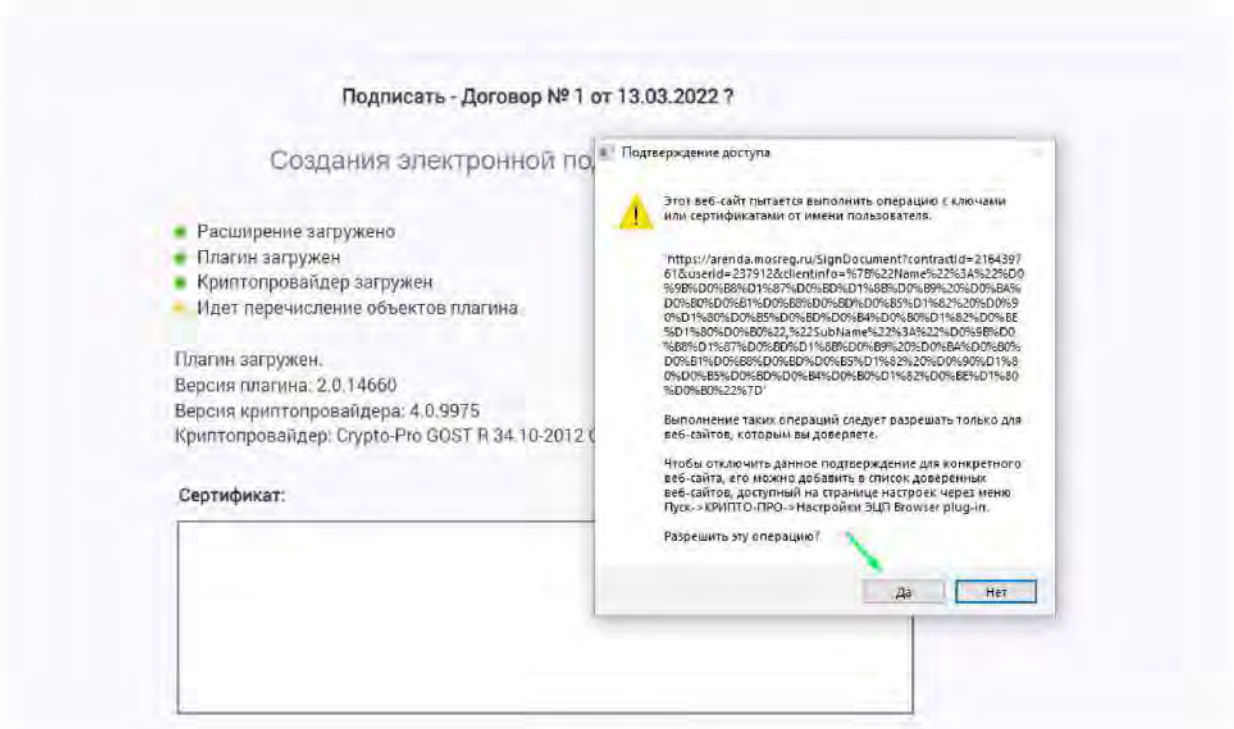 Подписать - Договор № 1 от 13.03.2022 ?
Создания электронной по
Расширение загружено
Плагин загружен
Криптопровайдер загружен
Идет перечисление объектов плагина
Плагин загружен.
Версия плагина: 2.0.14660
Версия криптопровайдера: 4.0.9975
Криптопровайдер: Crypto-Pro GOST R 34.10-2012
Сертификат:
Подтверждение доступа
Этот веб-сайт пытается выполнить операцию с ключами
или сертификатами от имени пользователя.
'https://arenda.mosreg.ru/SignDocument?contractId=2164397
61&userid=237912&clientinfo=%7B%22Name%22%3A%22%D0
%9B%D0%B8%D1%87%D0%BD%D1%8B%D0%B9%20%D0%BA%
D0%B0%D0%B1%D0%B8%D0%BD%D0%B5%D1%82%20%D0%9
0%D1%80%D0%B5%D0%BD%D0%B4%D0%B0%D1%82%D0%BE
%D1%80%D0%B0%22,%22SubName%22%3A%22%D0%9B%D0
%B8%D1%87%D0%BD%D1%8B%D0%B9%20%D0%BA%D0%B0%
D0%B1%D0%B8%D0%BD%D0%B5%D1%82%20%D0%90%D1%8
0%D0%B5%D0%BD%D0%B4%D0%B0%D1%82%D0%BE%D1%80
%D0%B0%22%7D'
Выполнение таких операций следует разрешать только для
веб-сайтов, которым вы доверяете.
Чтобы отключить данное подтверждение для конкретного
веб-сайта, его можно добавить в список доверенных
веб-сайтов, доступный на странице настроек через меню
Пуск->КРИПТО-ПРО->Настройки ЭЦП Browser plug-in.
Разрешить эту операцию?
Да
Нет